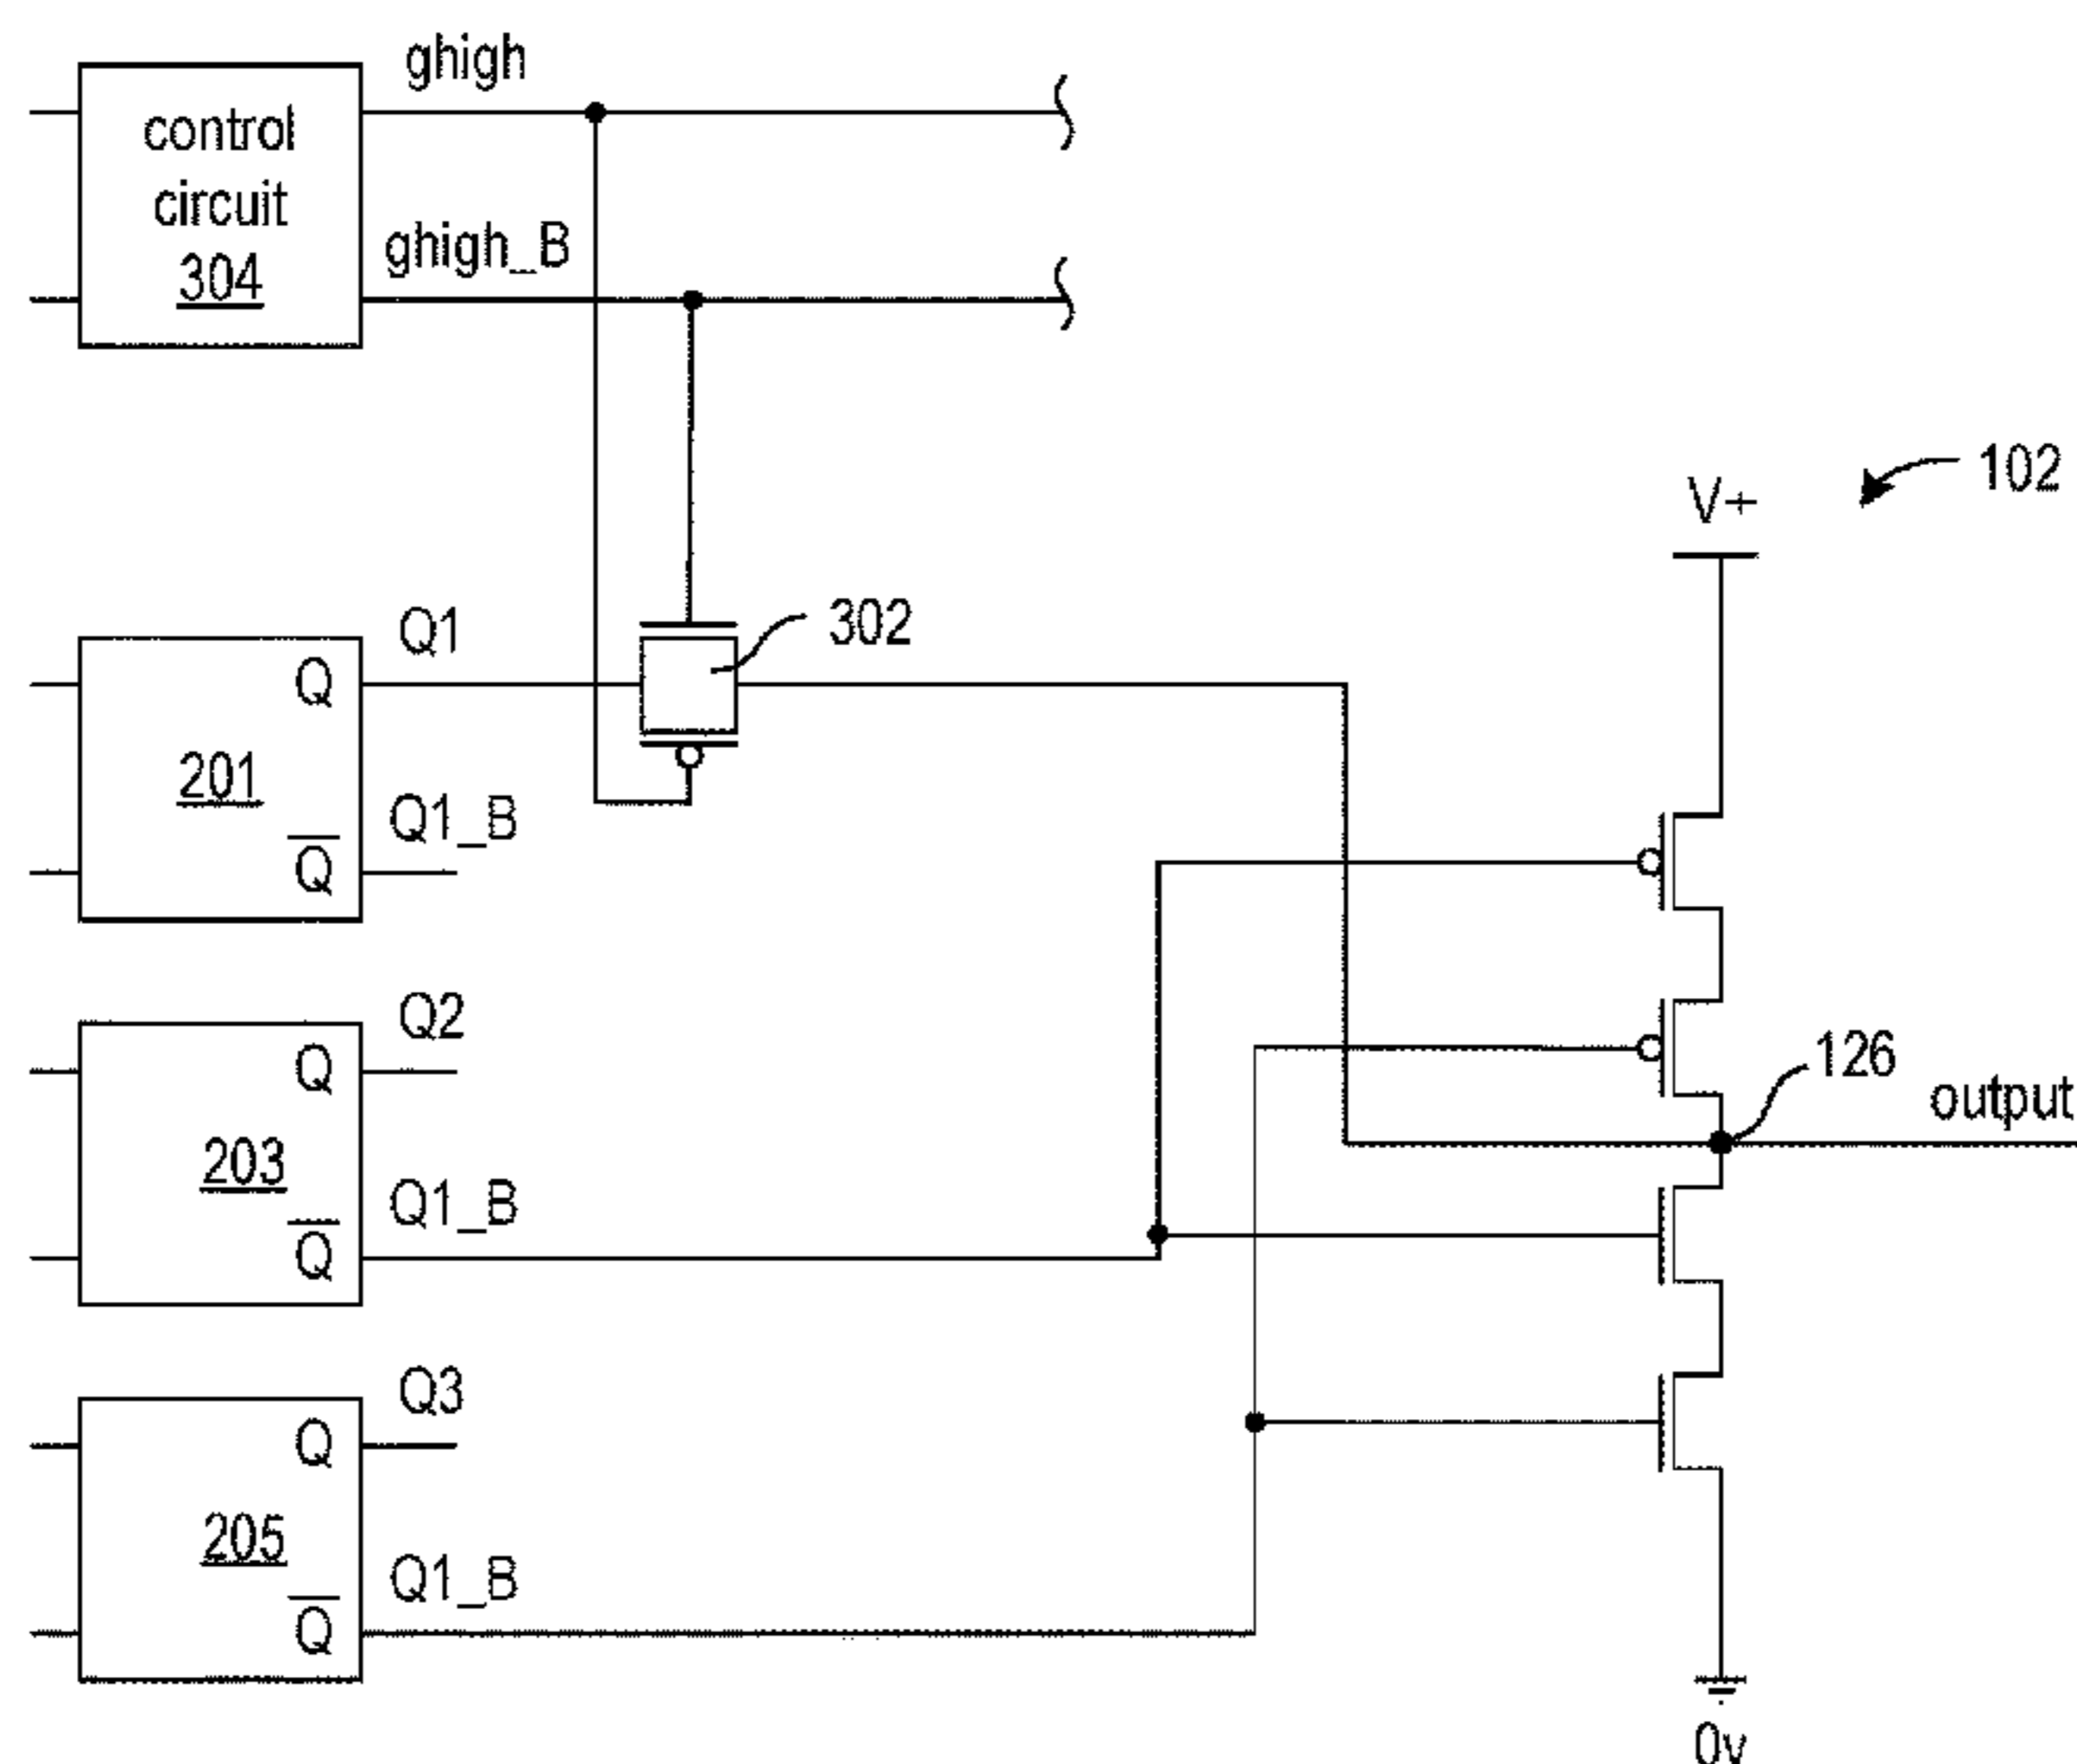 ghigh
control
circuit
304
ghigh_B
102
V+
302
Q1
Q
201
Q1_B
Q
Q2
Q
126
output
203
Q1_B
Q
Q3
Q
205
Q1_B
Q
0v